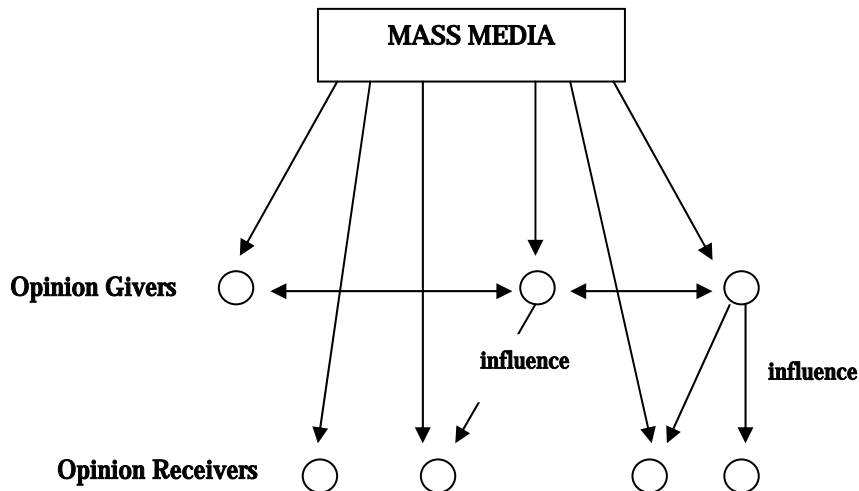 MASS MEDIA
Opinion Givers
influence
influence
Opinion Receivers